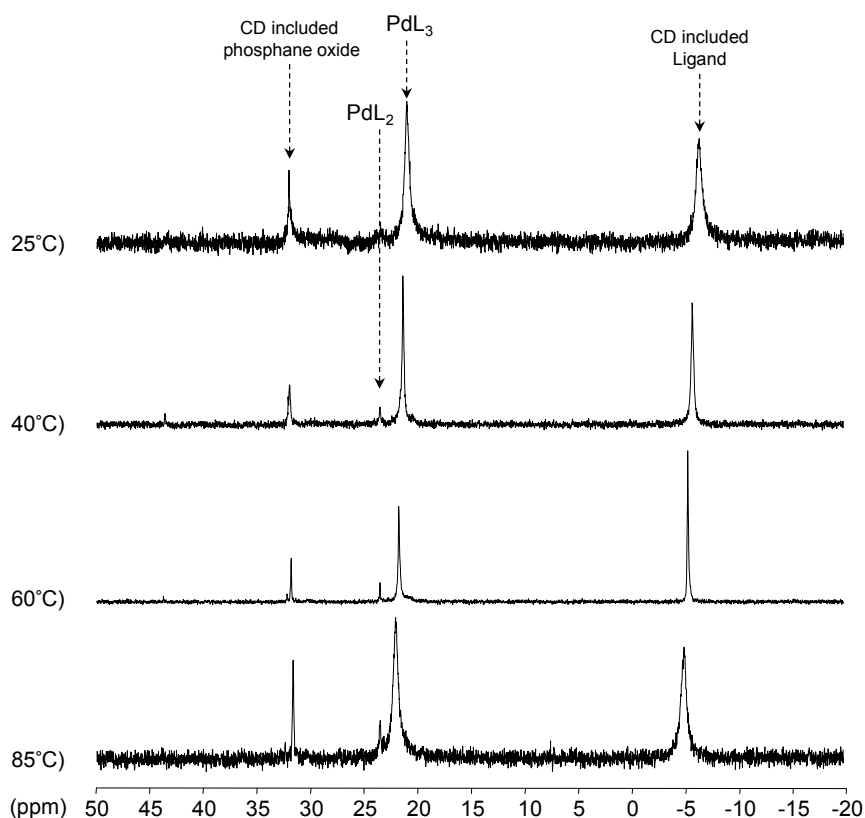 CD included
phosphane oxide
PdL3
CD included
Ligand
PdL2
25°C)
40°C)
60°C)
85°C)
(ppm) 50 45 40 35 30 25 20 15 10 5 0 -5 -10 -15 -20